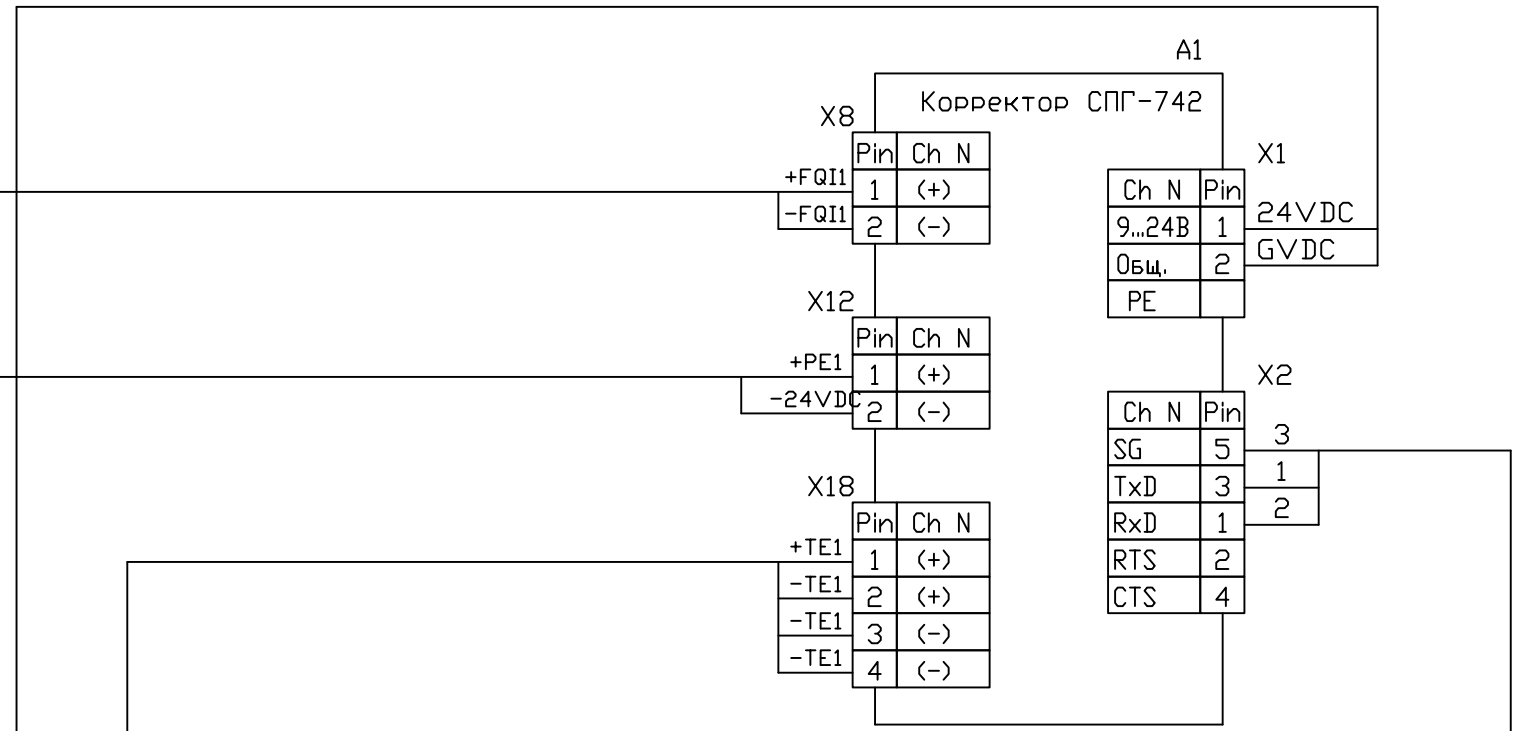 A1
Корректор СПГ-742
X8
Pin Ch N
+FQI1 1 (+)
-FQI1 2 (-)
X1
Ch N Pin
9...24В 1 24VDC
Общ. 2 GVDC
PE
X12
Pin Ch N
+PE1 1 (+)
-24VDC 2 (-)
X2
Ch N Pin
SG 5 3
TxD 3 1
RxD 1 2
RTS 2
CTS 4
X18
Pin Ch N
+TE1 1 (+)
-TE1 2 (+)
-TE1 3 (-)
-TE1 4 (-)